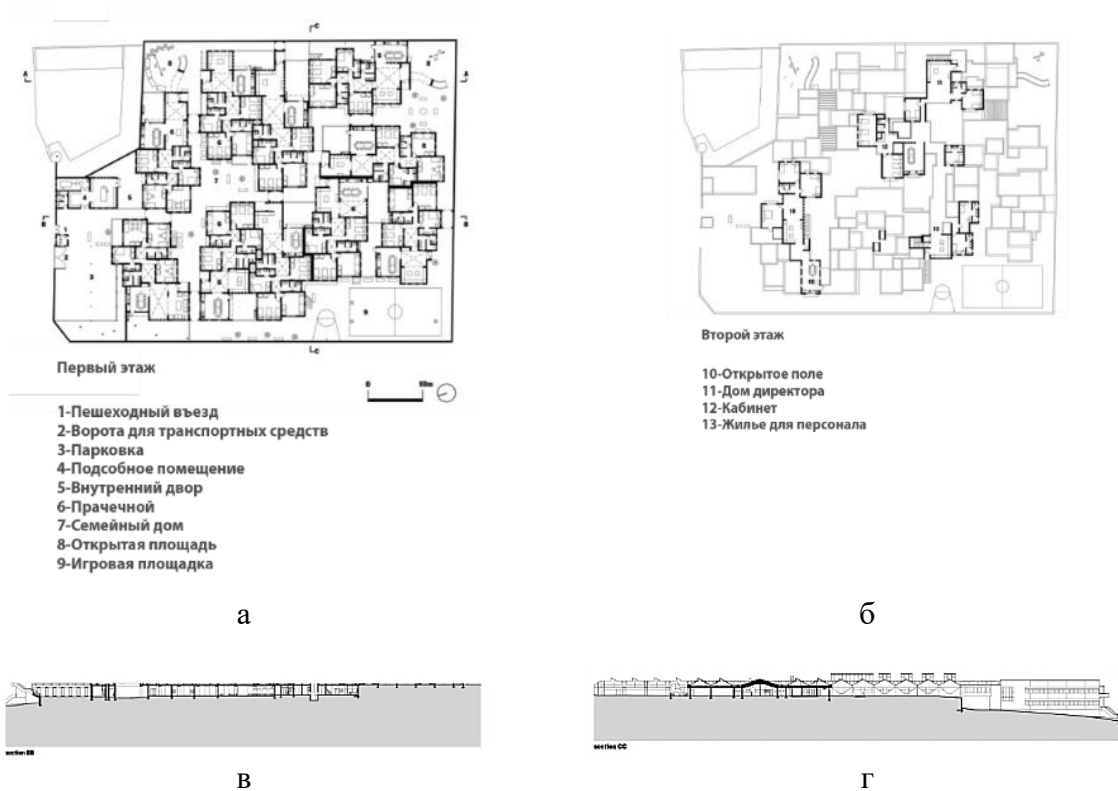 C
A
A
B
B
C
Первый этаж
0
10m
1-Пешеходный въезд
2-Ворота для транспортных средств
3-Парковка
4-Подсобное помещение
5-Внутренний двор
6-Прачечной
7-Семейный дом
8-Открытая площадь
9-Игровая площадка
Второй этаж
10-Открытое поле
11-Дом директора
12-Кабинет
13-Жилье для персонала
а
б
section BB
section CC
в
г